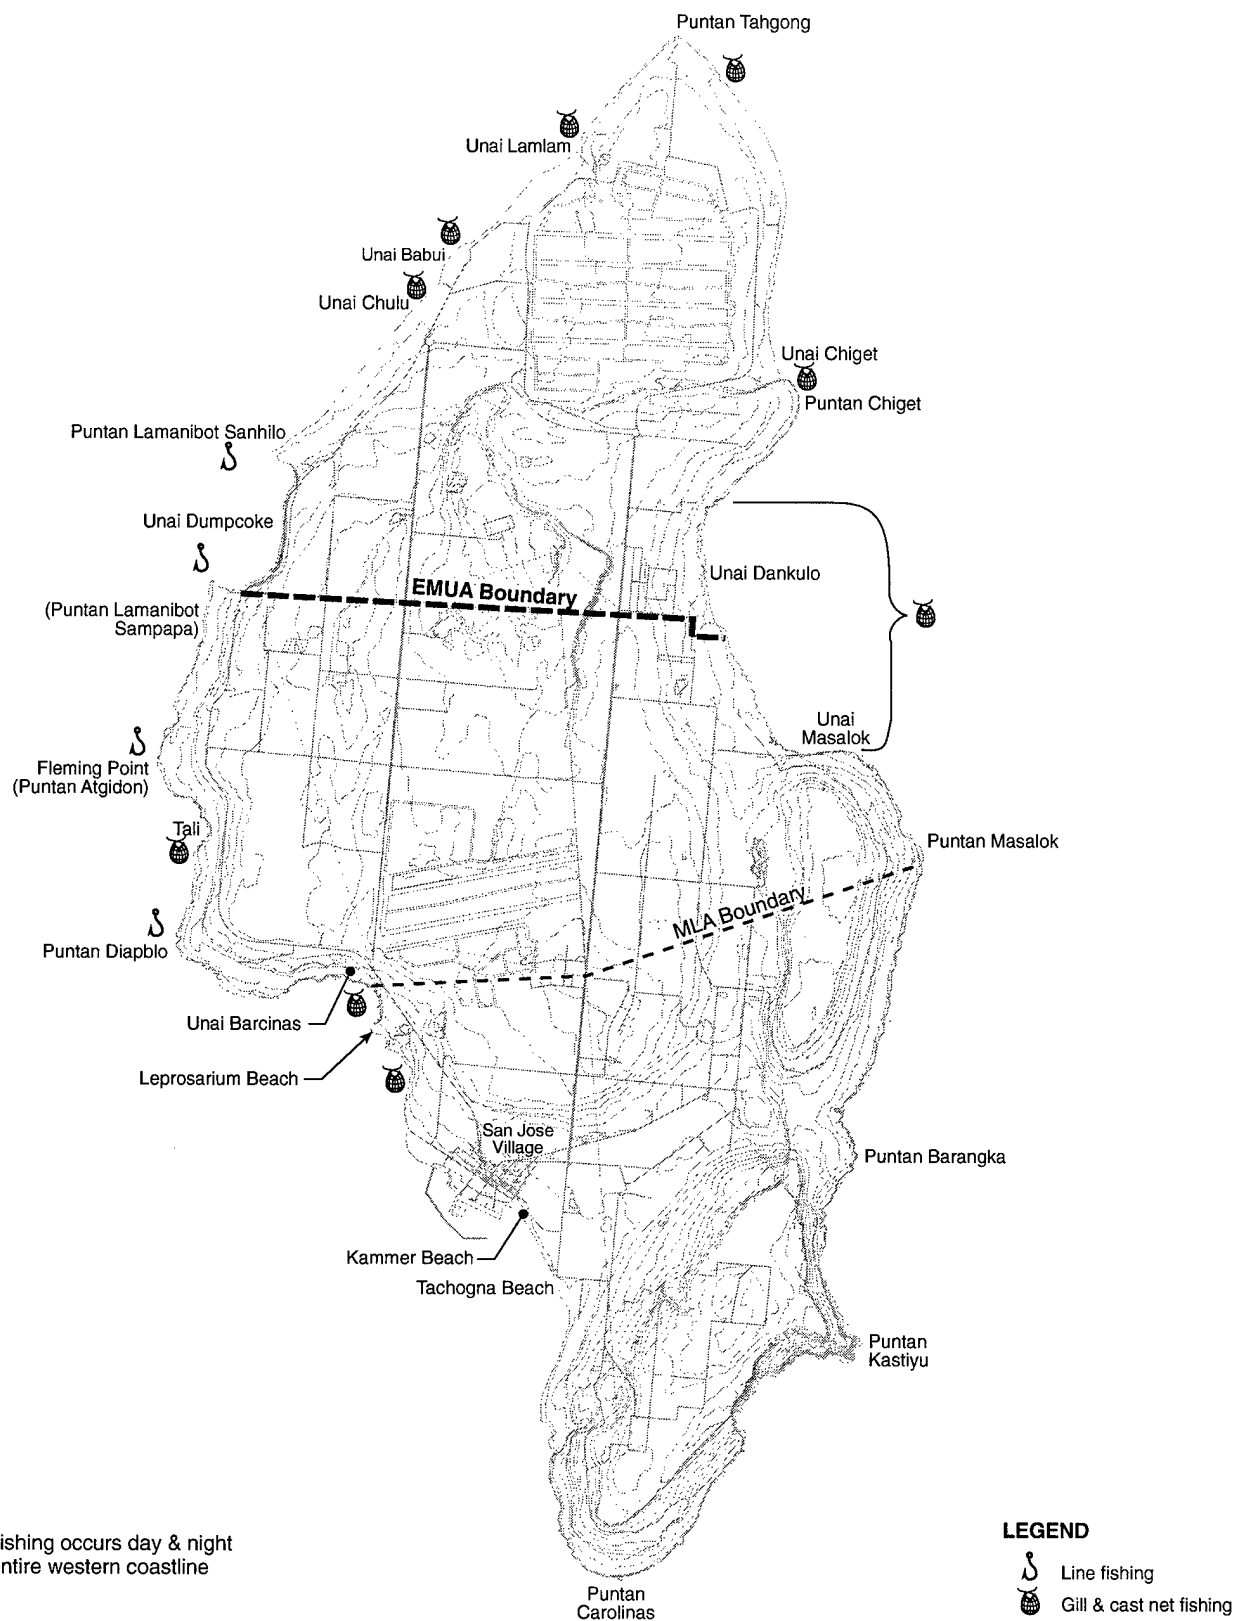 Puntan Tahgong
Unai Lamlam
Unai Babui
Unai Chulu
Unai Chiget
Puntan Chiget
Puntan Lamanibot Sanhilo
Unai Dumpcoke
Unai Dankulo
EMUA Boundary
(Puntan Lamanibot
Sampapa)
Unai
Masalok
Fleming Point
(Puntan Atgidon)
Tali
Puntan Masalok
MLA Boundary
Puntan Diapblo
Unai Barcinas
Leprosarium Beach
San Jose
Village
Puntan Barangka
Kammer Beach
Tachogna Beach
Puntan
Kastiyu
ishing occurs day & night
ntire western coastline
Puntan
Carolinas
LEGEND
Line fishing
Gill & cast net fishing